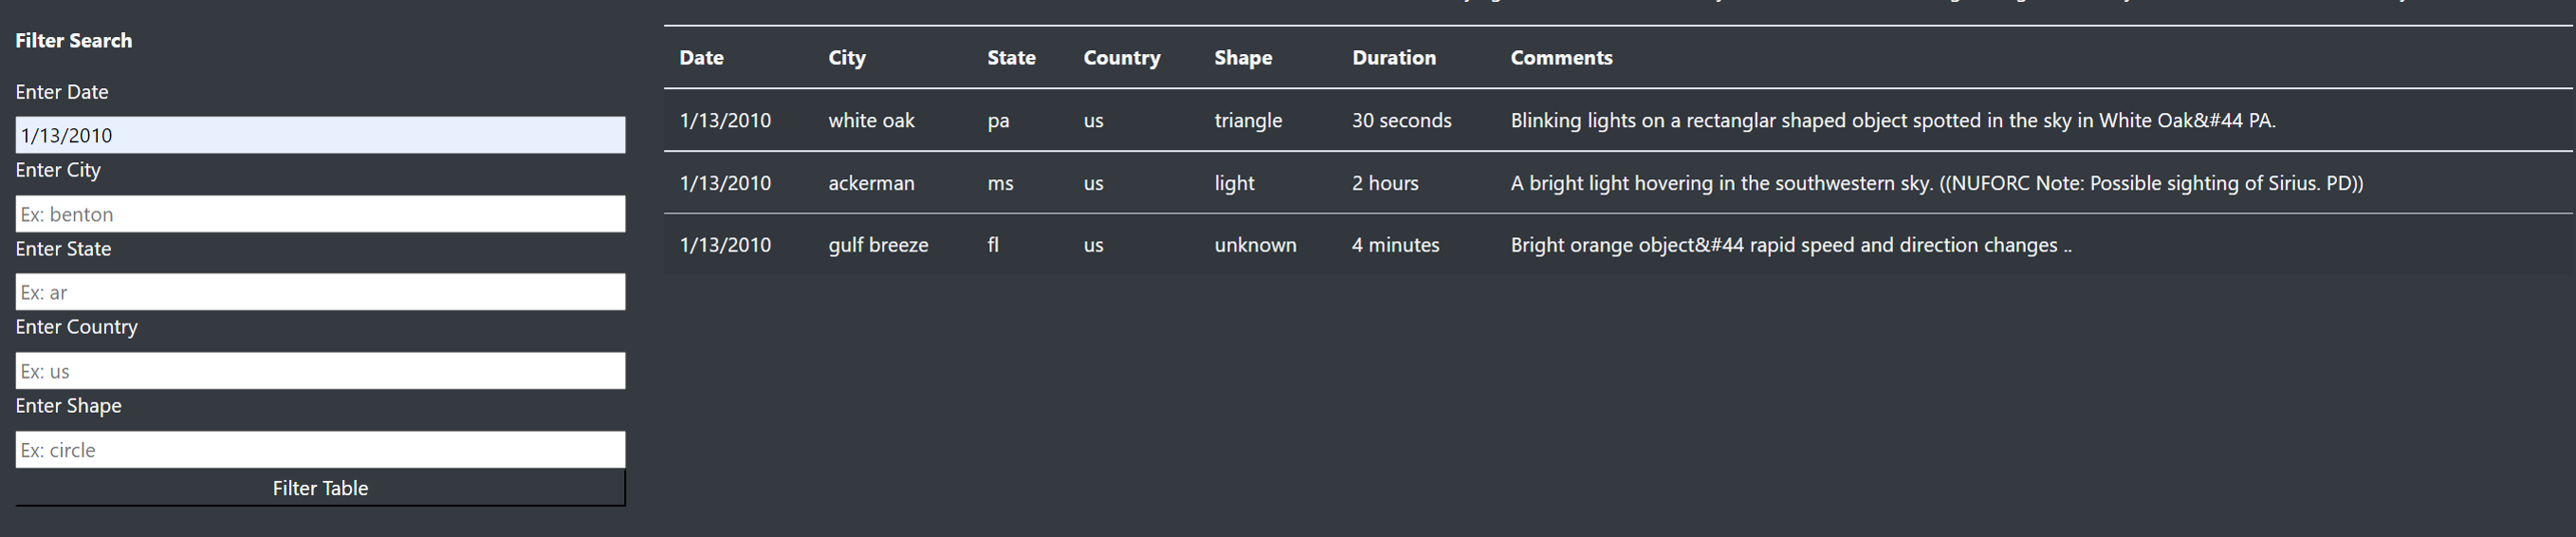 Filter Search
Enter Date
1/13/2010
Enter City
Ex: benton
Enter State
Ex: ar
Enter Country
Ex: us
Enter Shape
Ex: circle
Filter Table
Date City State Country Shape Duration Comments
1/13/2010 white oak pa us triangle 30 seconds Blinking lights on a rectanglar shaped object spotted in the sky in White Oak&#44 PA.
1/13/2010 ackerman ms us light 2 hours A bright light hovering in the southwestern sky. ((NUFORC Note: Possible sighting of Sirius. PD))
1/13/2010 gulf breeze fl us unknown 4 minutes Bright orange object&#44 rapid speed and direction changes ..